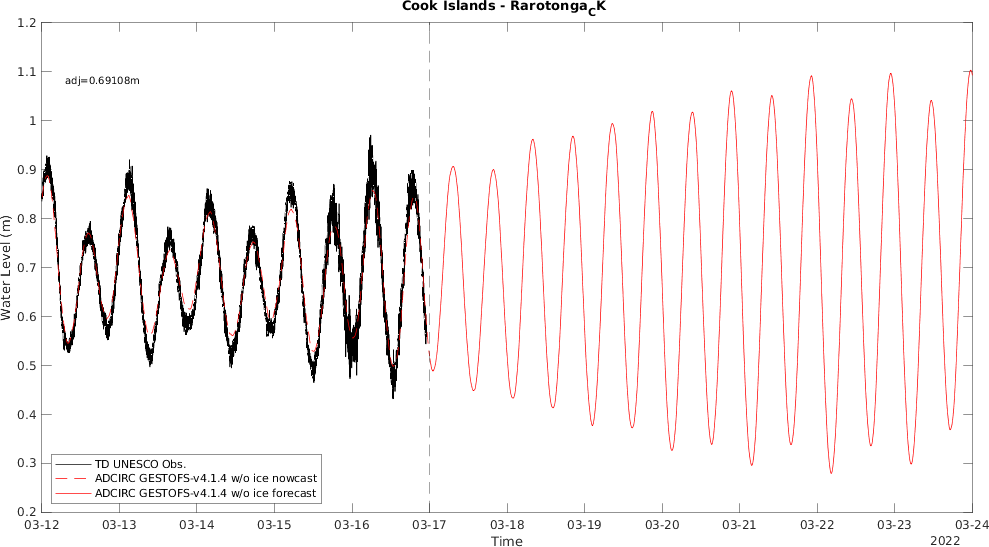 Cook Islands - Rarotonga_CK
1.2
1.1
1
0.9
0.8
0.7
0.6
0.5
0.4
0.3
0.2
Water Level (m)
adj=0.69108m
TD UNESCO Obs.
ADCIRC GESTOFS-v4.1.4 w/o ice nowcast
ADCIRC GESTOFS-v4.1.4 w/o ice forecast
03-12 03-13 03-14 03-15 03-16 03-17 03-18 03-19 03-20 03-21 03-22 03-23 03-24
Time
2022